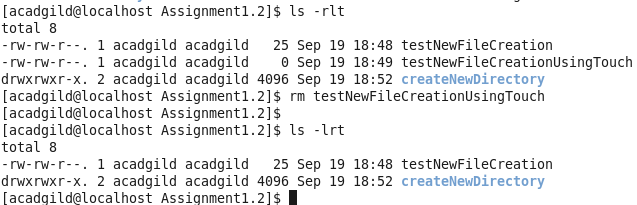 [acadgild@localhost Assignment1.2]$ ls -rlt
total 8
-rw-rw-r--. 1 acadgild acadgild   25 Sep 19 18:48 testNewFileCreation
-rw-rw-r--. 1 acadgild acadgild    0 Sep 19 18:49 testNewFileCreationUsingTouch
drwxrwxr-x. 2 acadgild acadgild 4096 Sep 19 18:52 createNewDirectory
[acadgild@localhost Assignment1.2]$ rm testNewFileCreationUsingTouch
[acadgild@localhost Assignment1.2]$
[acadgild@localhost Assignment1.2]$ ls -lrt
total 8
-rw-rw-r--. 1 acadgild acadgild   25 Sep 19 18:48 testNewFileCreation
drwxrwxr-x. 2 acadgild acadgild 4096 Sep 19 18:52 createNewDirectory
[acadgild@localhost Assignment1.2]$